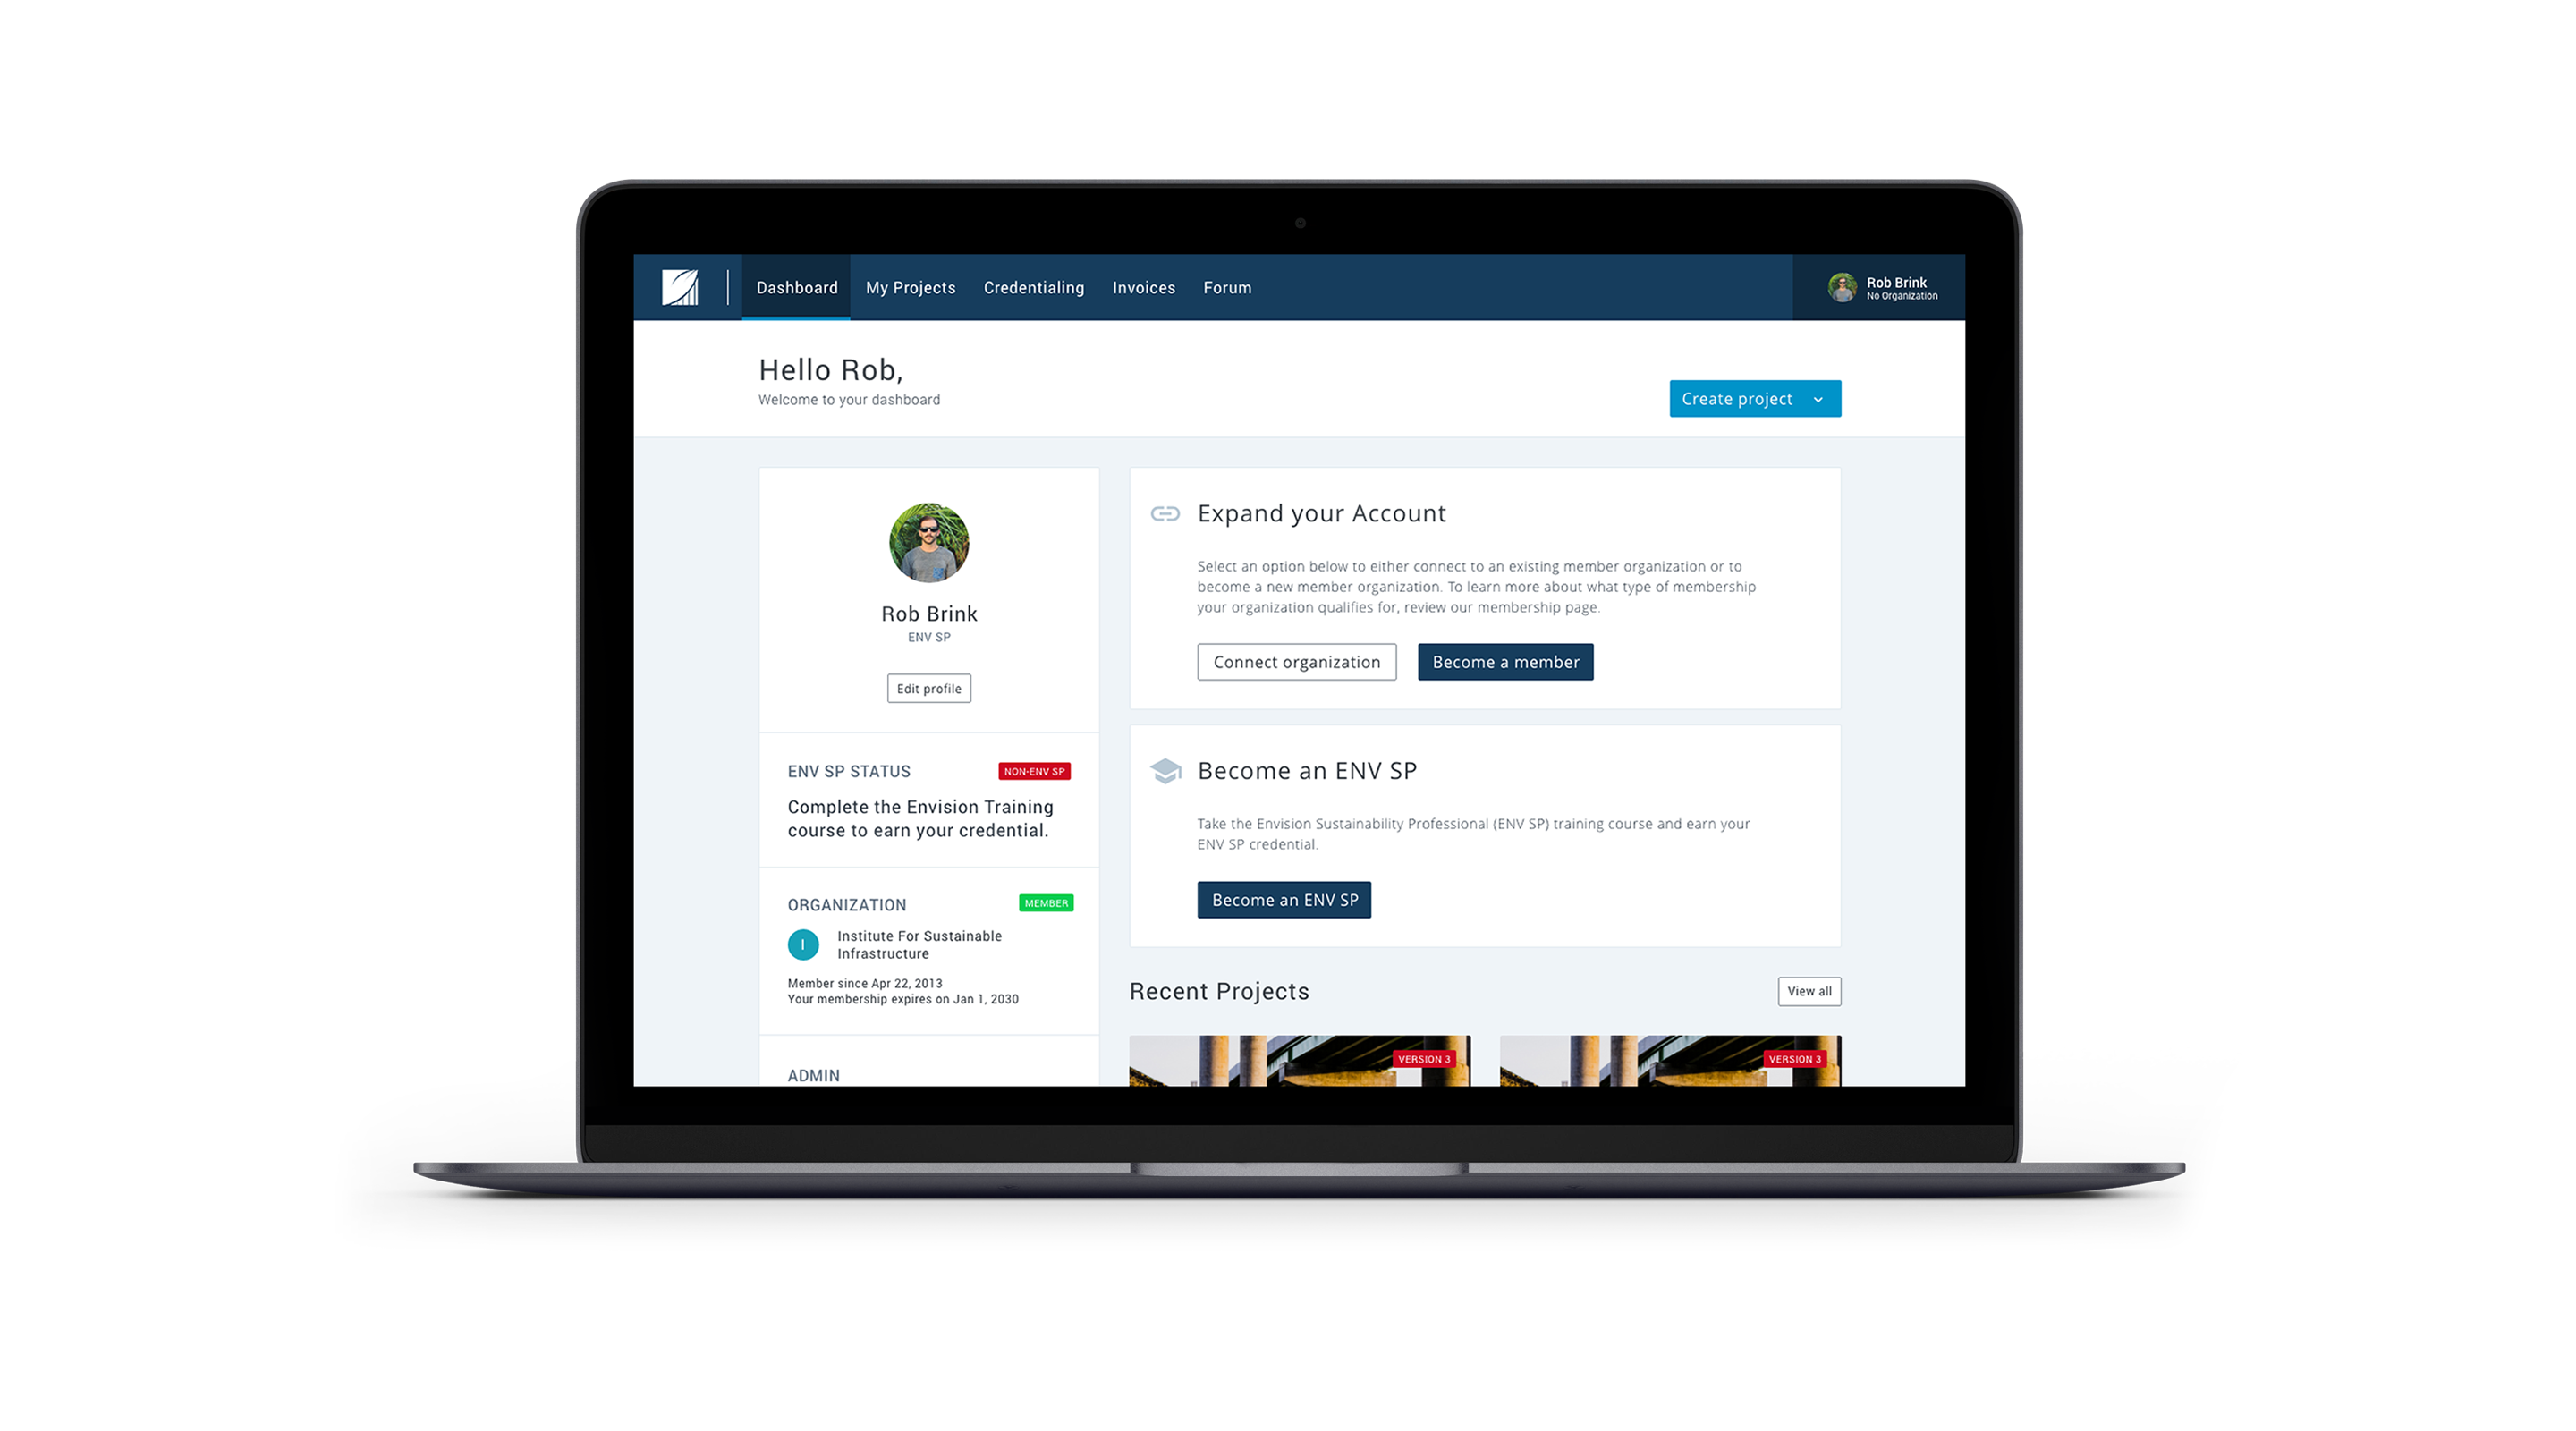 Dashboard
My Projects
Credentialing
Invoices
Forum
Rob Brink
No Organization
Hello Rob,
Welcome to your dashboard
Create project
Rob Brink
ENV SP
Edit profile
ENV SP STATUS
NON-ENV SP
Complete the Envision Training
course to earn your credential.
ORGANIZATION
MEMBER
I
Institute For Sustainable
Infrastructure
Member since Apr 22, 2013
Your membership expires on Jan 1, 2030
ADMIN
Expand your Account
Select an option below to either connect to an existing member organization or to
become a new member organization. To learn more about what type of membership
your organization qualifies for, review our membership page.
Connect organization
Become a member
Become an ENV SP
Take the Envision Sustainability Professional (ENV SP) training course and earn your
ENV SP credential.
Become an ENV SP
Recent Projects
View all
VERSION 3
VERSION 3